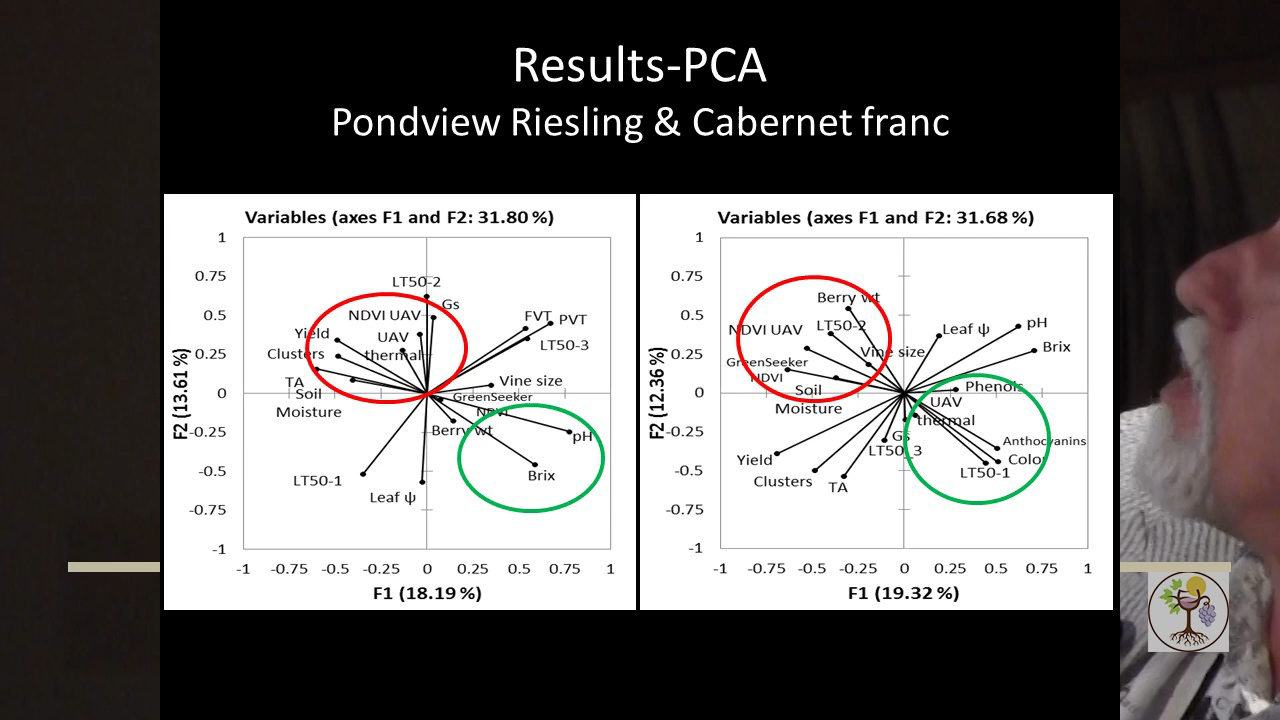 Results-PCA
Pondview Riesling & Cabernet franc
Variables (axes F1 and F2: 31.80 %)
1
0.75
0.5
0.25
0
-0.25
-0.5
-0.75
-1
F2 (13.61 %)
LT50-2
Gs
NDVI UAV
FVT
PVT
Yield
UAV
thermal
LT50-3
Clusters
TA
Vine size
Soil
Moisture
GreenSeeker
NDVI
Berry wt
pH
Brix
LT50-1
Leaf ψ
-1 -0.75 -0.5 -0.25 0 0.25 0.5 0.75 1
F1 (18.19 %)
Variables (axes F1 and F2: 31.68 %)
1
0.75
0.5
0.25
0
-0.25
-0.5
-0.75
-1
F2 (12.36 %)
Berry wt
NDVI UAV
LT50-2
Leaf ψ
pH
Vine size
Brix
GreenSeeker
NDVI
Soil
Moisture
Phenols
UAV
thermal
Gs
LT50_3
Anthocyanins
Color
Yield
Clusters
TA
LT50-1
-1 -0.75 -0.5 -0.25 0 0.25 0.5 0.75 1
F1 (19.32 %)